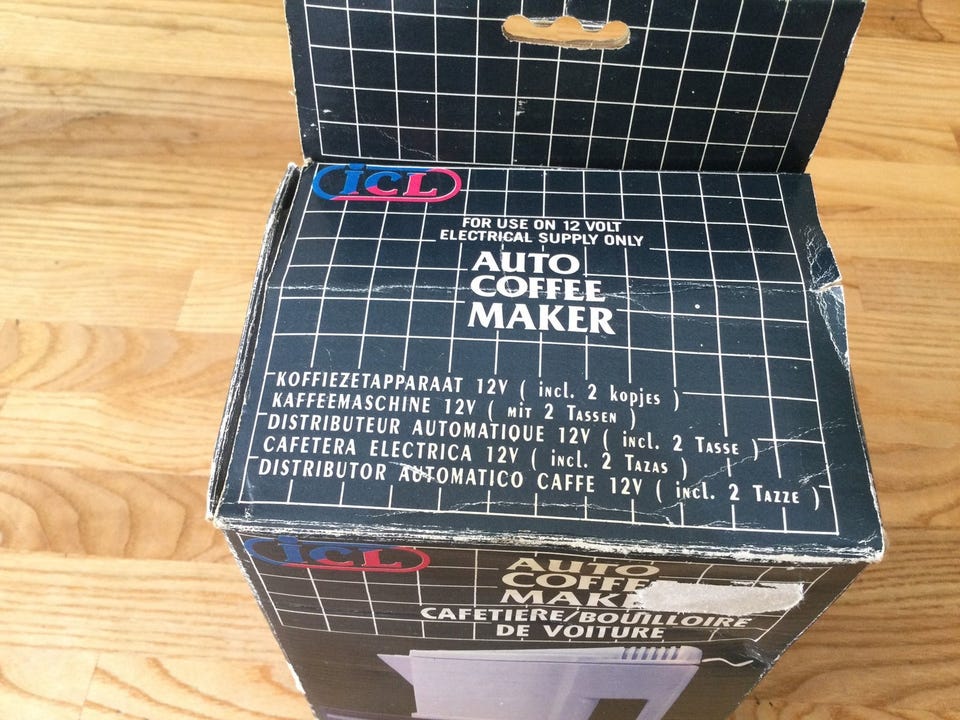 iCL
FOR USE ON 12 VOLT
ELECTRICAL SUPPLY ONLY
AUTO
COFFEE
MAKER
KOFFIEZETAPPARAAT 12V ( incl. 2 kopjes )
KAFFEEMASCHINE 12V ( mit 2 Tassen )
DISTRIBUTEUR AUTOMATIQUE 12V ( incl. 2 Tasse )
CAFETERA ELECTRICA 12V ( incl. 2 Tazas )
DISTRIBUTOR AUTOMATICO CAFFE 12V ( incl. 2 Tazze )
iCL
AUTO
COFFE
MAK
CAFETIERE/BOUILLOIRE
DE VOITURE